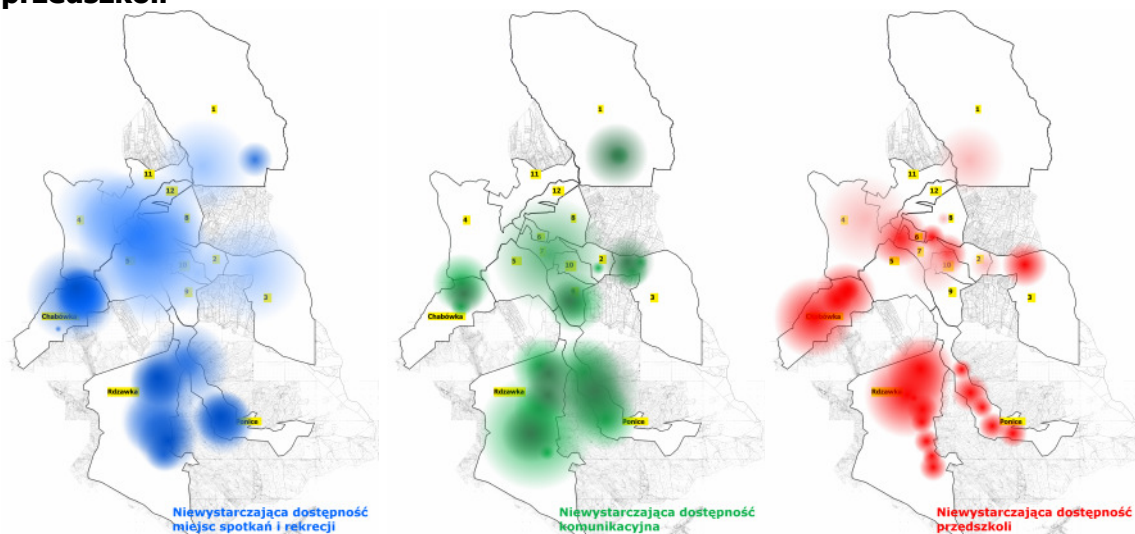 przedszkoli
1
11
12
4
8
5
10
2
9
3
Chabówka
Rdzawka
Ponice
Niewystarczająca dostępność
miejsc spotkań i rekrecji
1
11
12
4
8
6
7
5
10
2
3
Chabówka
Rdzawka
Ponice
Niewystarczająca dostępność
komunikacyjna
1
11
12
4
8
6
7
5
10
2
9
3
Chabówka
Rdzawka
Ponice
Niewystarczająca dostępność
przedszkoli